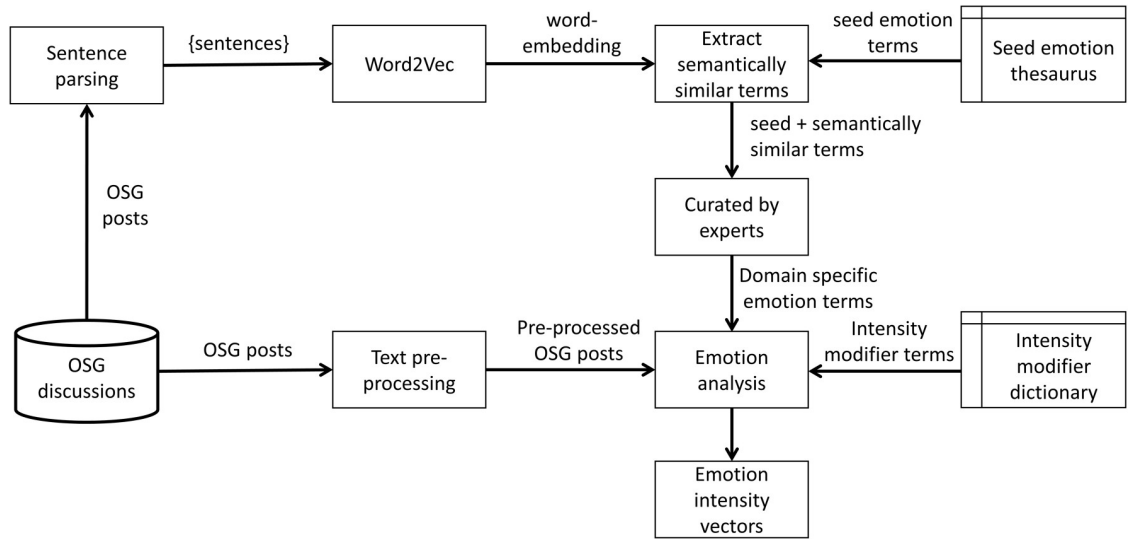 Sentence
parsing
{sentences}
Word2Vec
word-
embedding
Extract
semantically
similar terms
seed emotion
terms
Seed emotion
thesaurus
seed + semantically
similar terms
OSG
posts
Curated by
experts
Domain specific
emotion terms
OSG
discussions
OSG posts
Text pre-
processing
Pre-processed
OSG posts
Emotion
analysis
Intensity
modifier terms
Intensity
modifier
dictionary
Emotion
intensity
vectors